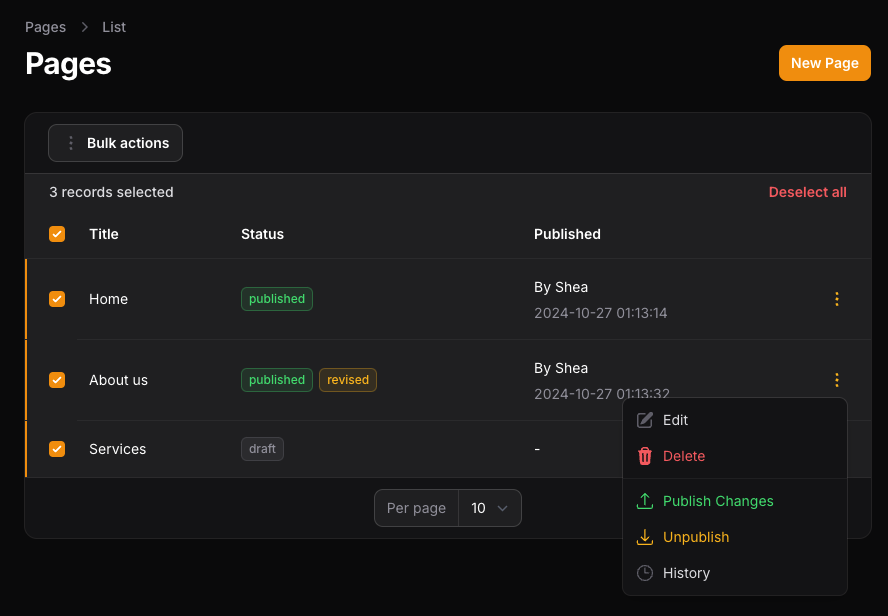 Pages > List
Pages
New Page
Bulk actions
3 records selected
Deselect all
Title Status Published
Home published By Shea
2024-10-27 01:13:14
About us published revised By Shea
2024-10-27 01:13:32
Services draft -
Per page 10
Edit
Delete
Publish Changes
Unpublish
History